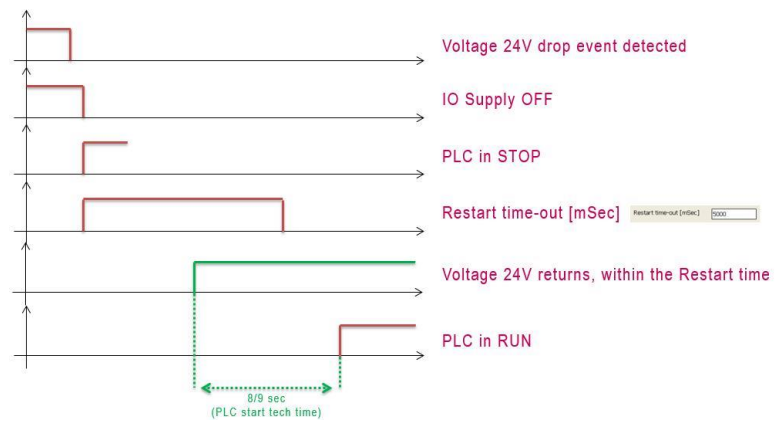 Voltage 24V drop event detected
IO Supply OFF
PLC in STOP
Restart time-out [mSec] Restart time-out [mSec] 5000
Voltage 24V returns, within the Restart time
PLC in RUN
8/9 sec
(PLC start tech time)